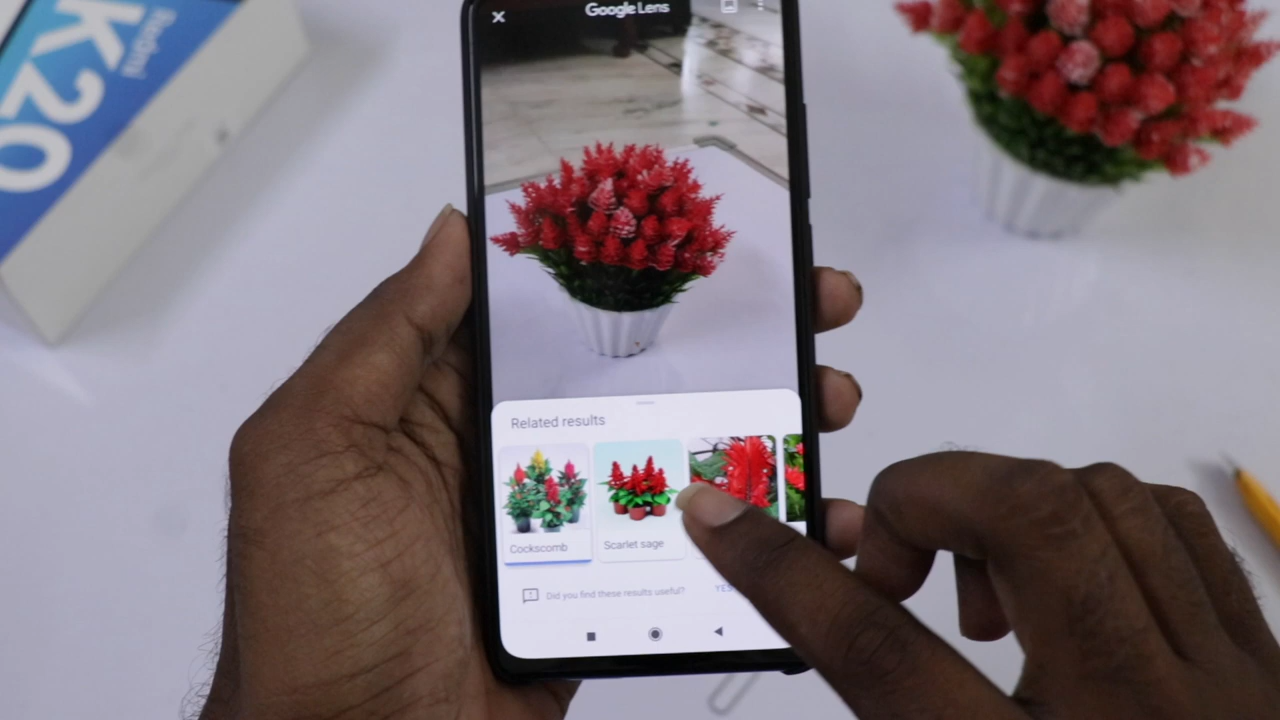 Redmi
K20
Google Lens
Related results
Cockscomb
Scarlet sage
Did you find these results useful?
YES